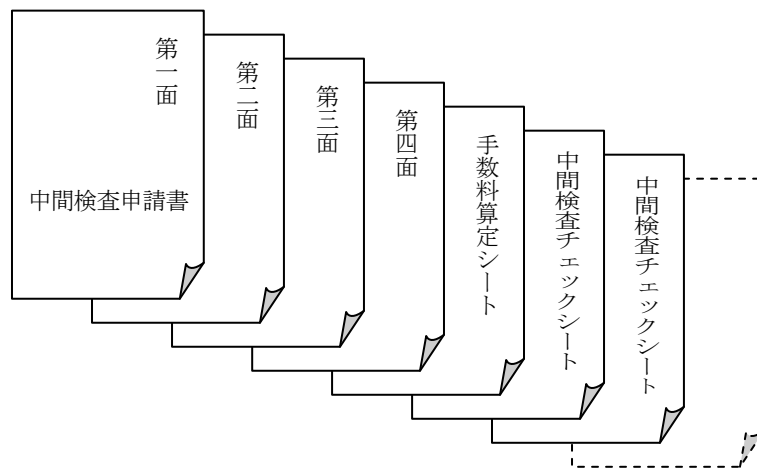 第一面
中間検査申請書
第二面
第三面
第四面
手数料算定シート
中間検査チェックシート
中間検査チェックシート